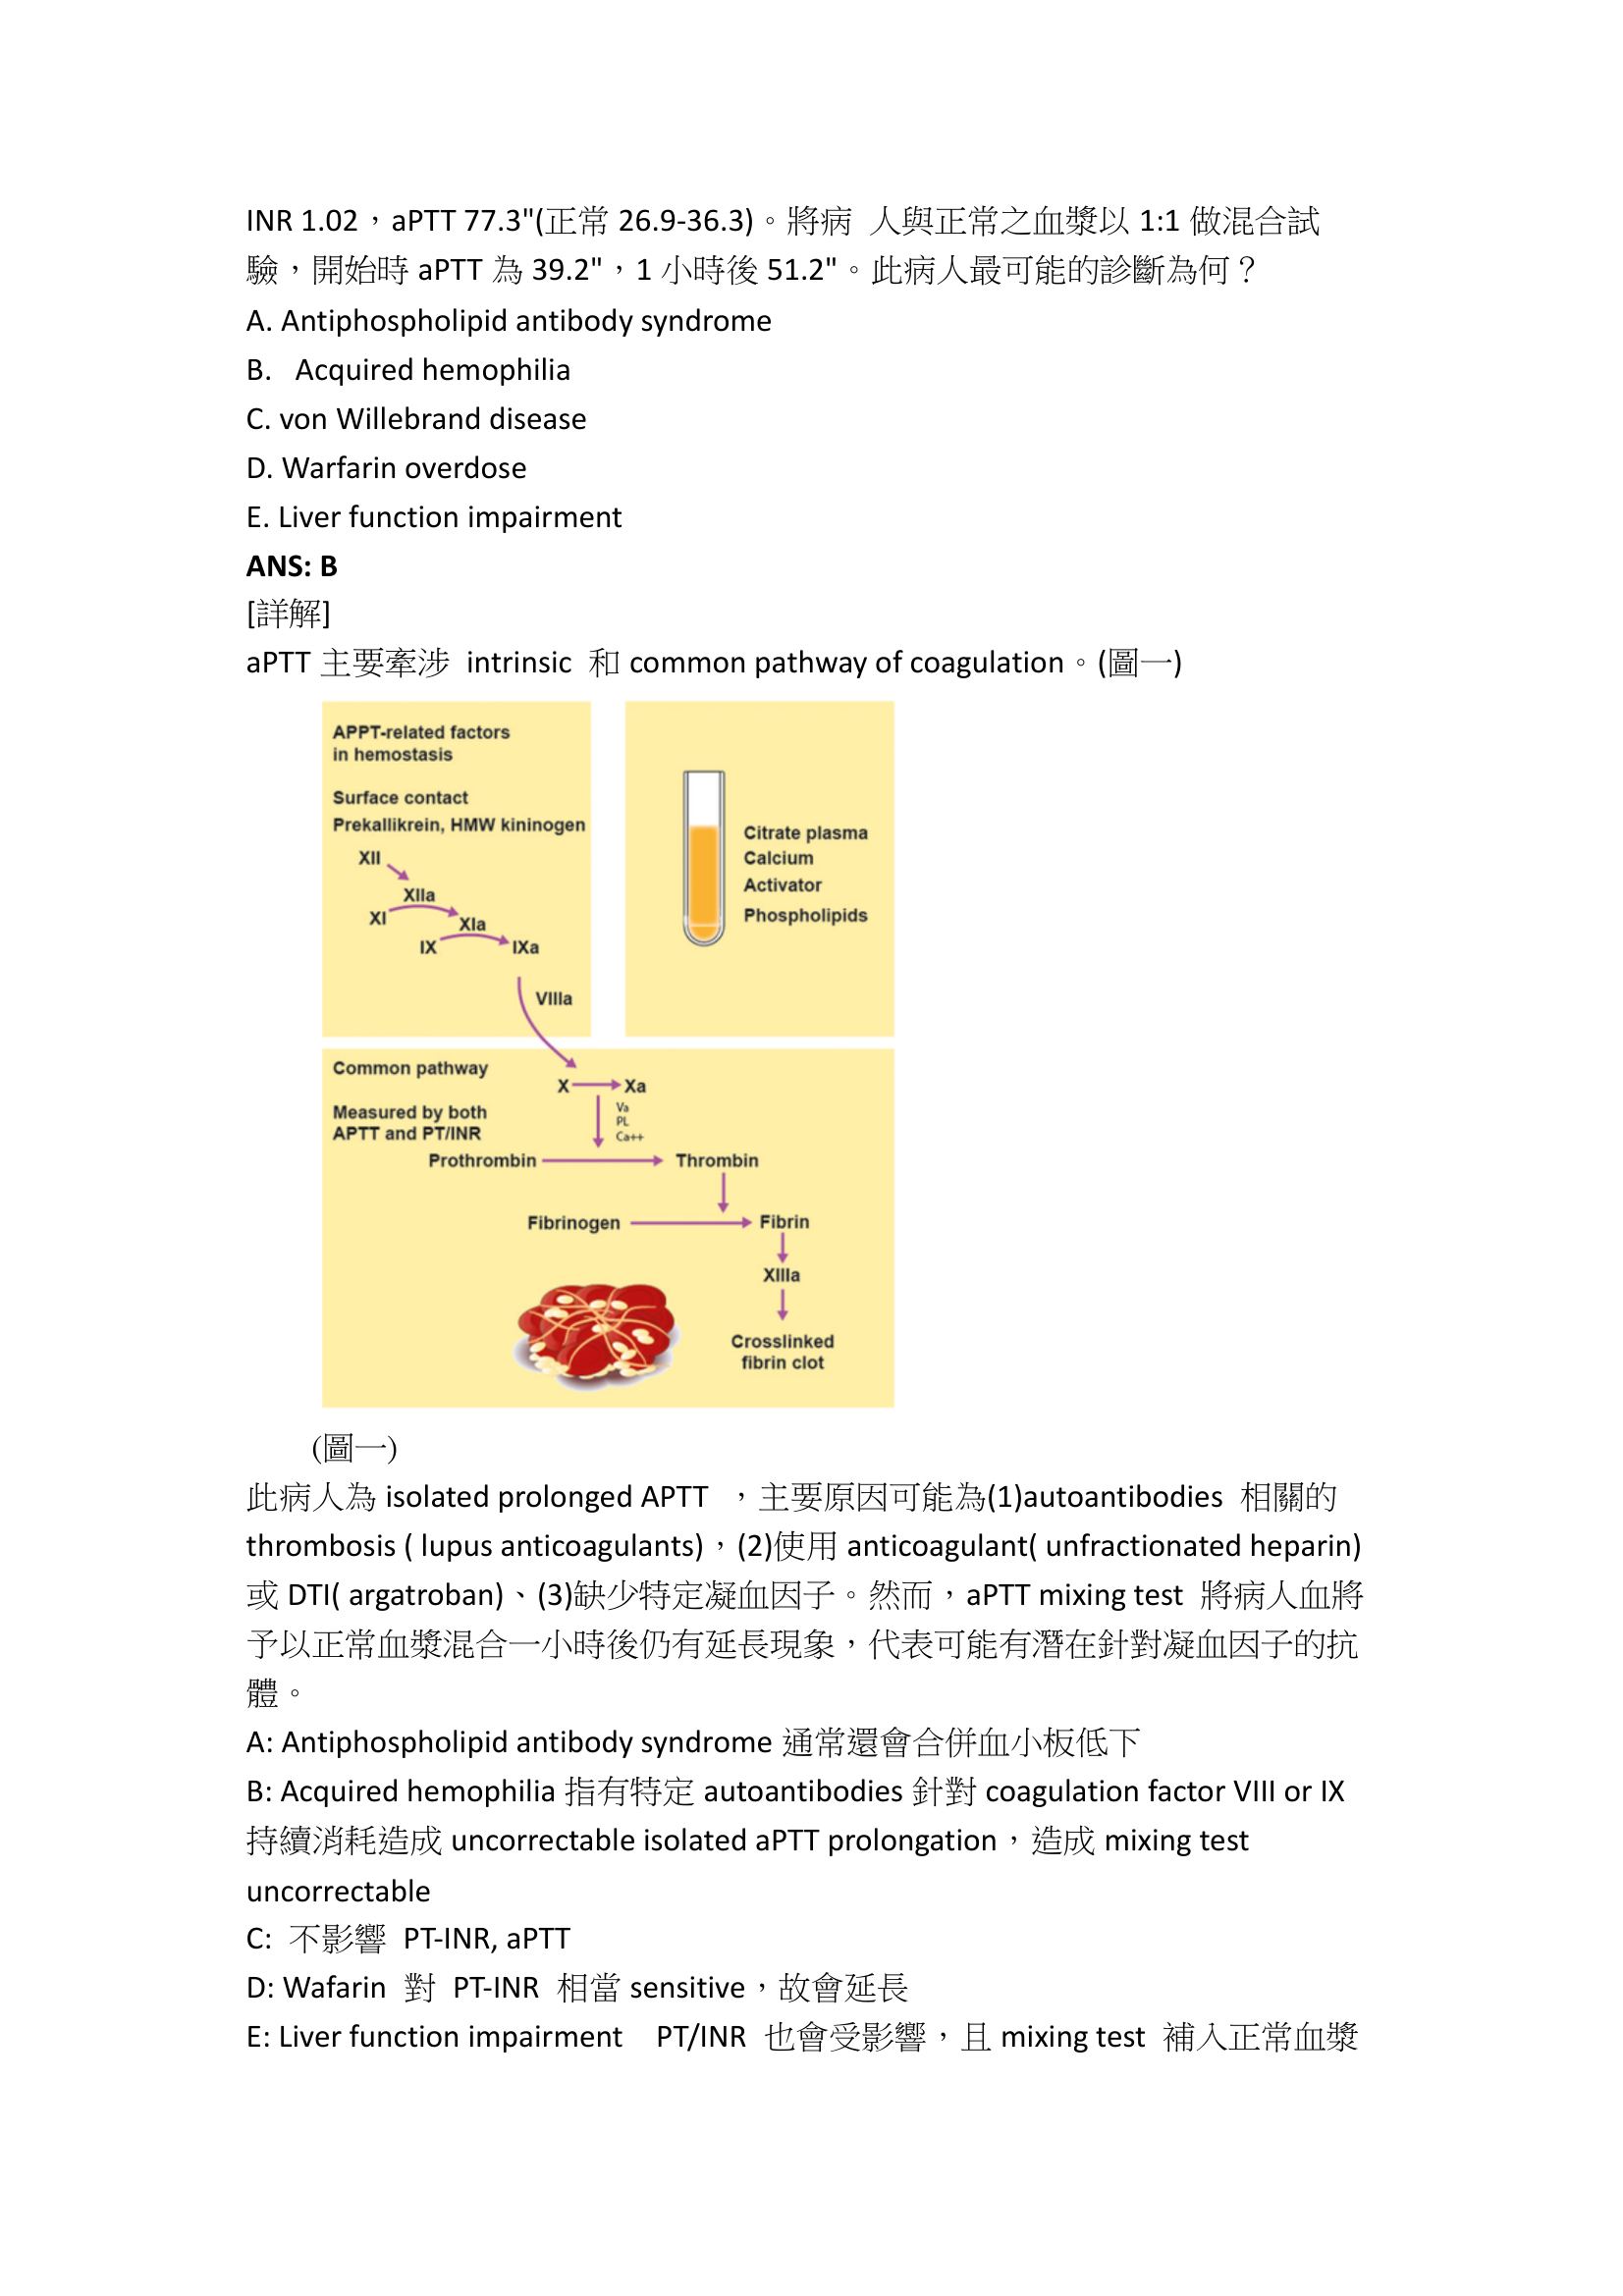 INR 1.02，aPTT 77.3"(正常 26.9-36.3)。將病 人與正常之血漿以 1:1 做混合試
驗，開始時 aPTT 為 39.2"，1 小時後 51.2"。此病人最可能的診斷為何？
A. Antiphospholipid antibody syndrome
B. Acquired hemophilia
C. von Willebrand disease
D. Warfarin overdose
E. Liver function impairment
ANS: B
[詳解]
aPTT 主要牽涉 intrinsic 和 common pathway of coagulation。(圖一)
APPT-related factors
in hemostasis
Surface contact
Prekallikrein, HMW kininogen
XII
XIIa
XI
XIa
IX
IXa
VIIIa
Citrate plasma
Calcium
Activator
Phospholipids
Common pathway
X
Xa
Measured by both
APTT and PT/INR
Va
PL
Ca++
Prothrombin
Thrombin
Fibrinogen
Fibrin
XIIIa
Crosslinked
fibrin clot
(圖一)
此病人為 isolated prolonged APTT ，主要原因可能為(1)autoantibodies 相關的
thrombosis ( lupus anticoagulants)，(2)使用 anticoagulant( unfractionated heparin)
或 DTI( argatroban)、(3)缺少特定凝血因子。然而，aPTT mixing test 將病人血將
予以正常血漿混合一小時後仍有延長現象，代表可能有潛在針對凝血因子的抗
體。
A: Antiphospholipid antibody syndrome 通常還會合併血小板低下
B: Acquired hemophilia 指有特定 autoantibodies 針對 coagulation factor VIII or IX
持續消耗造成 uncorrectable isolated aPTT prolongation，造成 mixing test
uncorrectable
C: 不影響 PT-INR, aPTT
D: Wafarin 對 PT-INR 相當 sensitive，故會延長
E: Liver function impairment PT/INR 也會受影響，且 mixing test 補入正常血漿